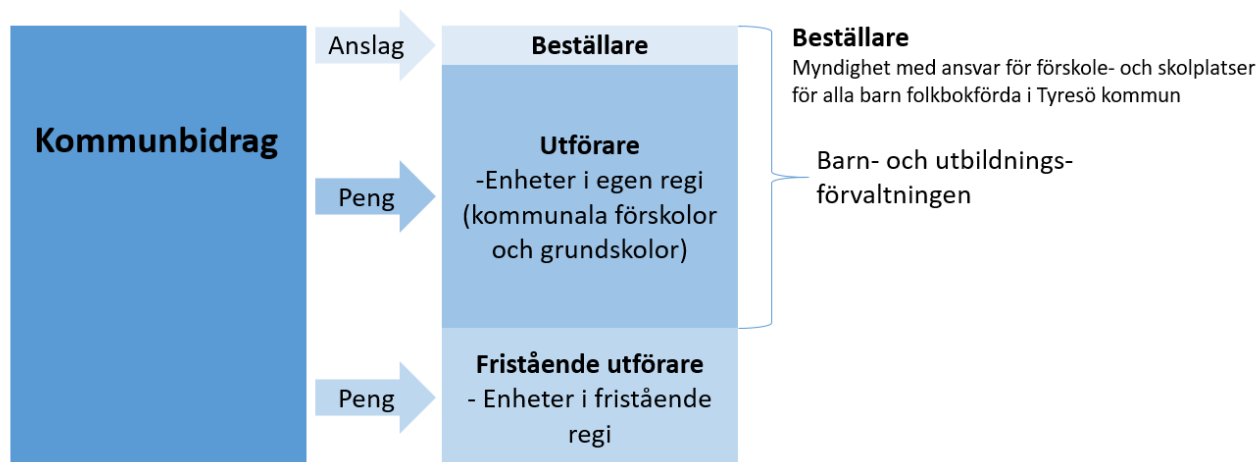 Kommunbidrag
Anslag
Peng
Peng
Beställare
Utförare
-Enheter i egen regi
(kommunala förskolor
och grundskolor)
Fristående utförare
- Enheter i fristående
regi
Beställare
Myndighet med ansvar för förskole- och skolplatser
för alla barn folkbokförda i Tyresö kommun
Barn- och utbildnings-
förvaltningen